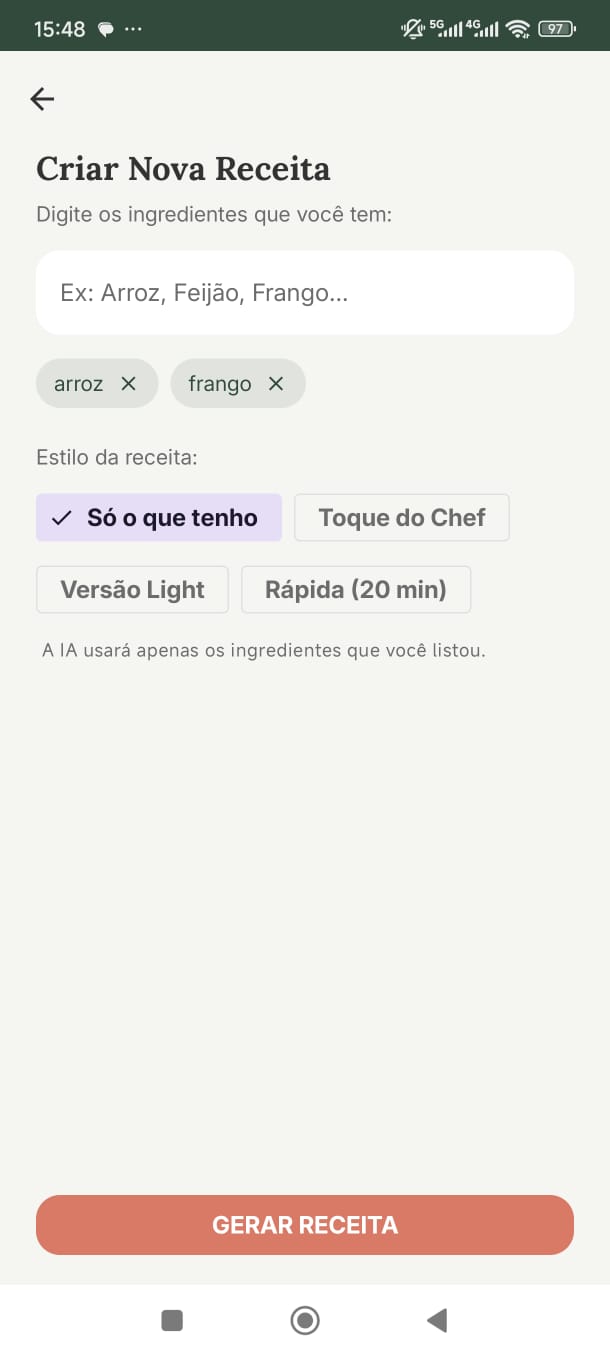 15:48
5G 4G 97
Criar Nova Receita
Digite os ingredientes que você tem:
Ex: Arroz, Feijão, Frango...
arroz frango
Estilo da receita:
Só o que tenho Toque do Chef
Versão Light Rápida (20 min)
A IA usará apenas os ingredientes que você listou.
GERAR RECEITA